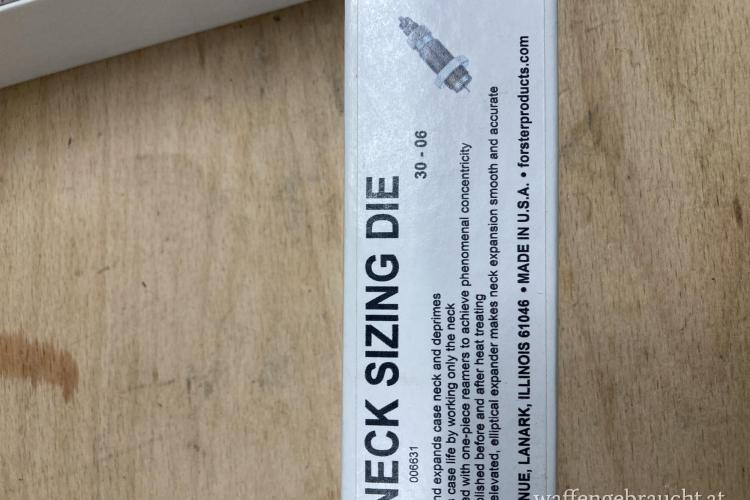 NECK SIZING DIE
006631
30 - 06
nd expands case neck and deprimes
case life by working only the neck
ed with one-piece reamers to achieve phenomenal concentricity
lished before and after heat treating
elevated, elliptical expander makes neck expansion smooth and accurate
NUE, LANARK, ILLINOIS 61046 • MADE IN U.S.A. • forsterproducts.com
waffengebraucht.at